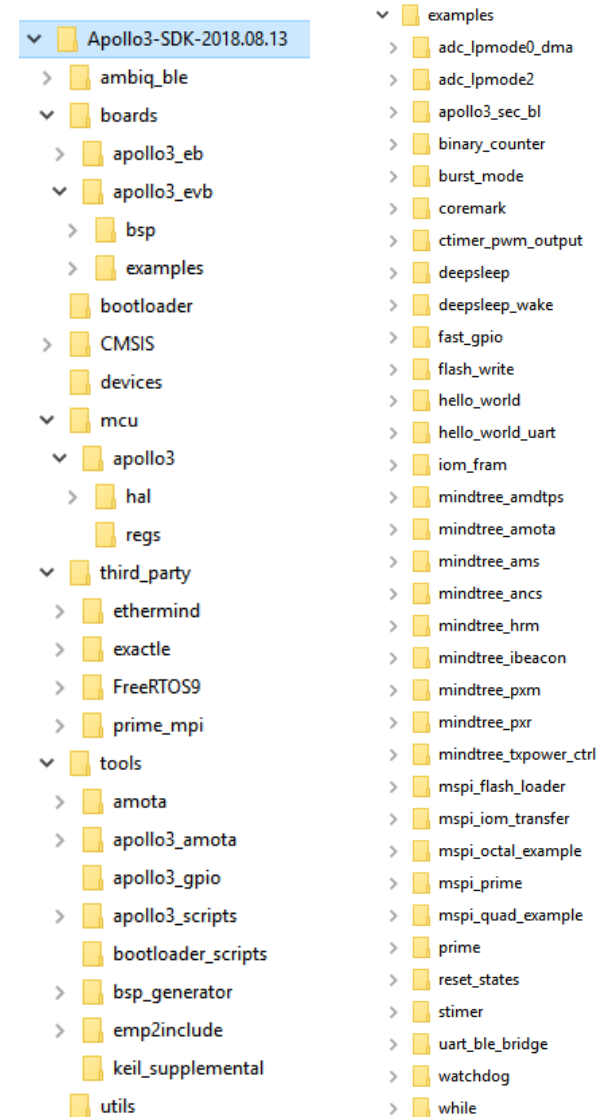 Apollo3-SDK-2018.08.13
ambiq_ble
boards
apollo3_eb
apollo3_evb
bsp
examples
bootloader
CMSIS
devices
mcu
apollo3
hal
regs
third_party
ethermind
exactle
FreeRTOS9
prime_mpi
tools
amota
apollo3_amota
apollo3_gpio
apollo3_scripts
bootloader_scripts
bsp_generator
emp2include
keil_supplemental
utils
examples
adc_lpmode0_dma
adc_lpmode2
apollo3_sec_bl
binary_counter
burst_mode
coremark
ctimer_pwm_output
deepsleep
deepsleep_wake
fast_gpio
flash_write
hello_world
hello_world_uart
iom_fram
mindtree_amdtps
mindtree_amota
mindtree_ams
mindtree_ancs
mindtree_hrm
mindtree_ibeacon
mindtree_pxm
mindtree_pxr
mindtree_txpower_ctrl
mspi_flash_loader
mspi_iom_transfer
mspi_octal_example
mspi_prime
mspi_quad_example
prime
reset_states
stimer
uart_ble_bridge
watchdog
while